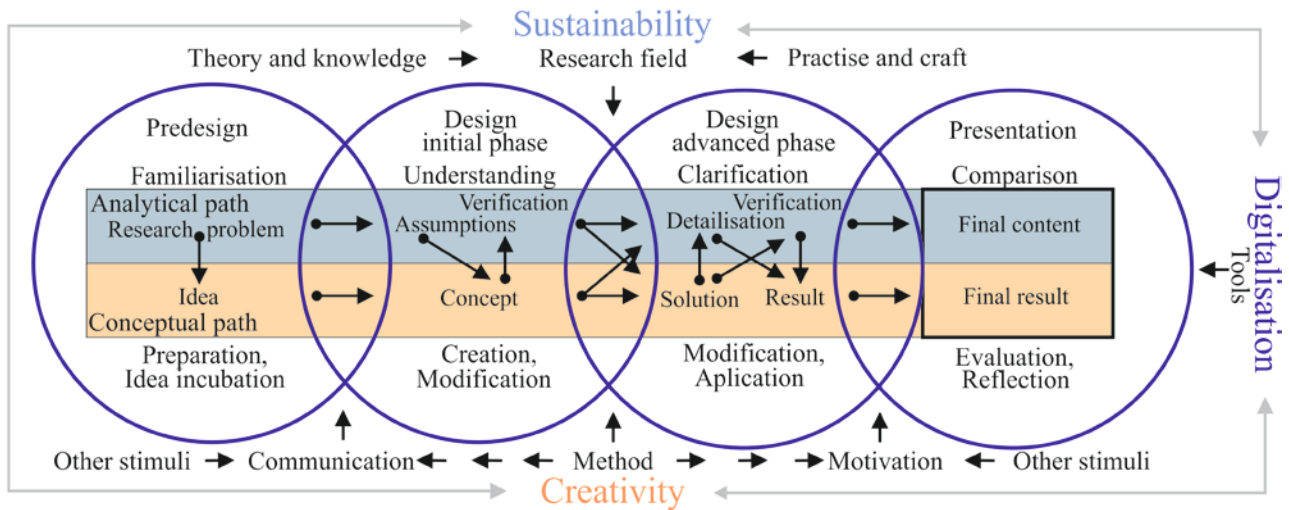 Sustainability
Theory and knowledge
Research field
Practise and craft
Predesign
Design
initial phase
Design
advanced phase
Presentation
Familiarisation
Understanding
Clarification
Comparison
Analytical path
Research problem
Verification
Assumptions
Verification
Detailisation
Final content
Idea
Conceptual path
Concept
Solution
Result
Final result
Preparation,
Idea incubation
Creation,
Modification
Modification,
Aplication
Evaluation,
Reflection
Tools
Digitalisation
Other stimuli
Communication
Method
Motivation
Other stimuli
Creativity